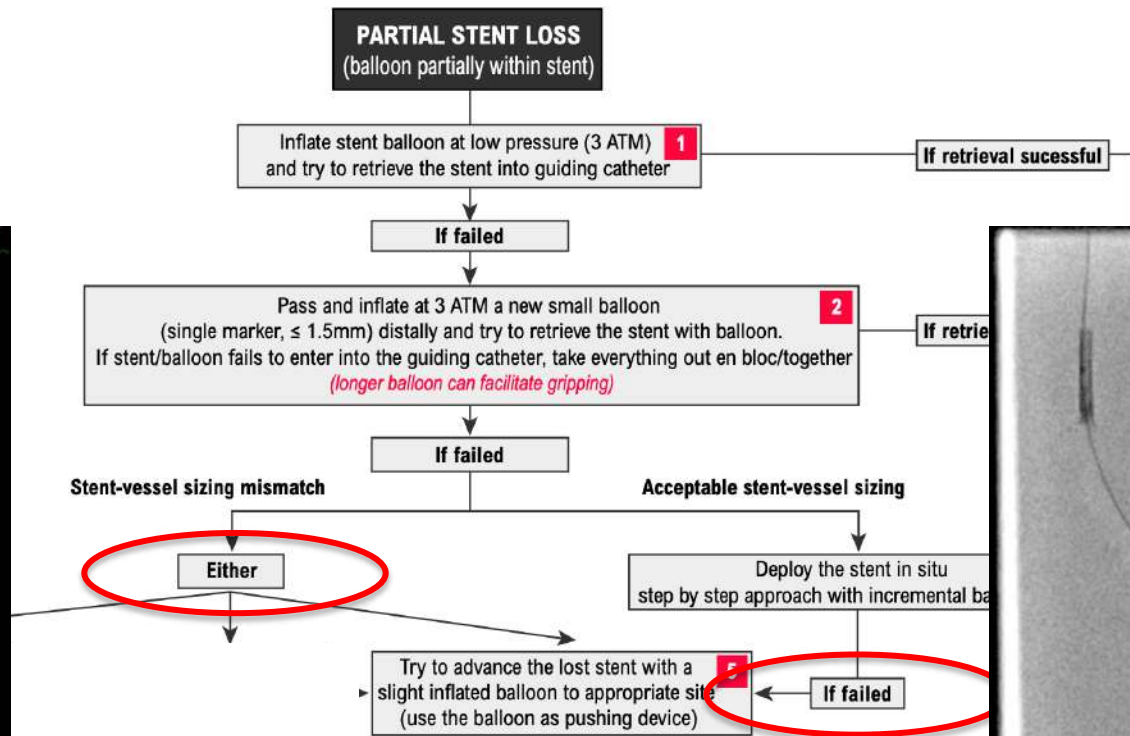 PARTIAL STENT LOSS
(balloon partially within stent)
Inflate stent balloon at low pressure (3 ATM)
and try to retrieve the stent into guiding catheter
1
If retrieval sucessful
If failed
Pass and inflate at 3 ATM a new small balloon
(single marker, ≤ 1.5mm) distally and try to retrieve the stent with balloon.
If stent/balloon fails to enter into the guiding catheter, take everything out en bloc/together
(longer balloon can facilitate gripping)
2
If retrie
If failed
Stent-vessel sizing mismatch
Acceptable stent-vessel sizing
Either
Deploy the stent in situ
step by step approach with incremental ba
Try to advance the lost stent with a
slight inflated balloon to appropriate site
(use the balloon as pushing device)
5
If failed